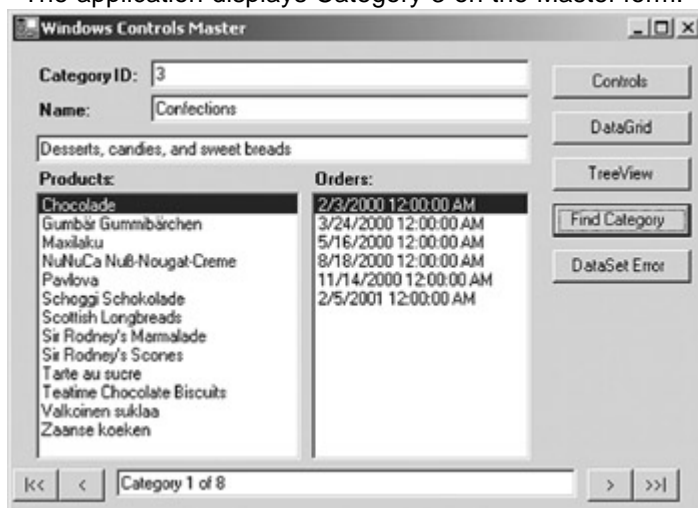 The application displays Category 3 on the Master form.
Windows Controls Master
Category ID: 3
Name: Confections
Desserts, candies, and sweet breads
Products:
Chocolade
Gumbär Gummibärchen
Maxilaku
NuNuCa Nuß-Nougat-Creme
Pavlova
Schoggi Schokolade
Scottish Longbreads
Sir Rodney's Marmalade
Sir Rodney's Scones
Tarte au sucre
Teatime Chocolate Biscuits
Valkoinen suklaa
Zaanse koeken
Orders:
2/3/2000 12:00:00 AM
3/24/2000 12:00:00 AM
5/16/2000 12:00:00 AM
8/18/2000 12:00:00 AM
11/14/2000 12:00:00 AM
2/5/2001 12:00:00 AM
Controls
DataGrid
TreeView
Find Category
DataSet Error
|<< < Category 1 of 8 > >>|